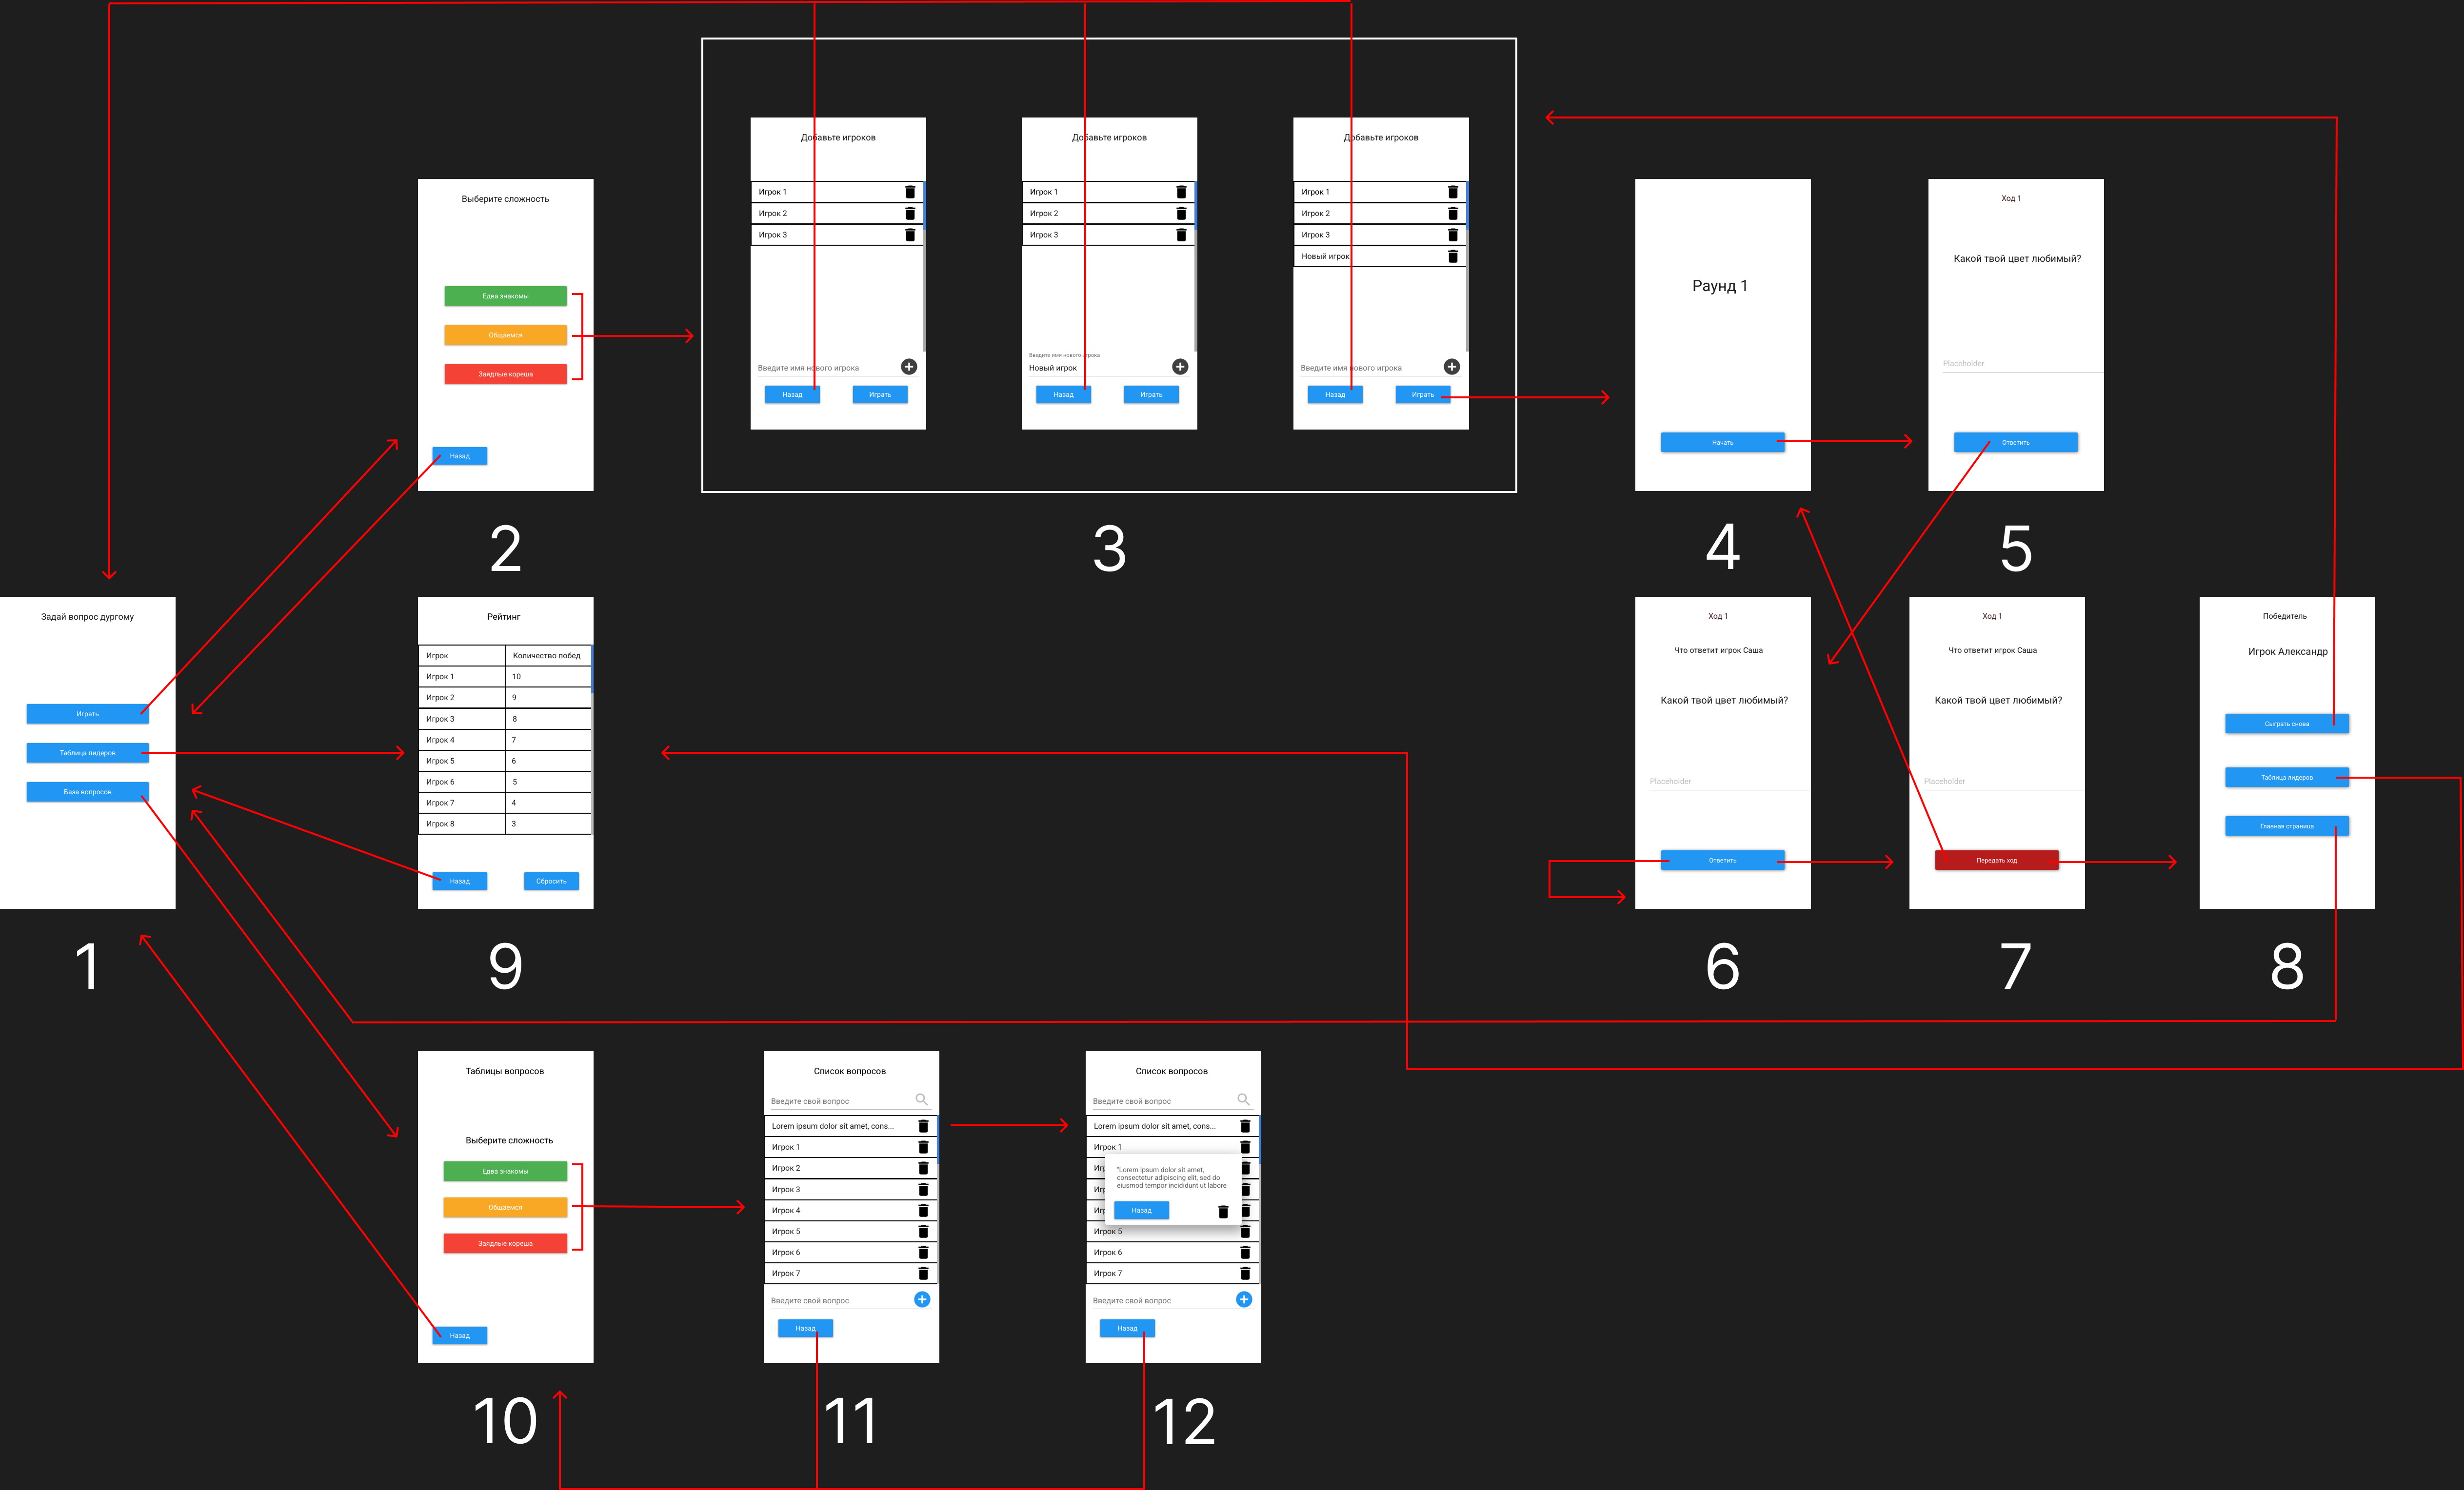 Выберите сложность
Едва знакомы
Общаемся
Заядлые кореша
Назад
2
Добавьте игроков
Игрок 1
Игрок 2
Игрок 3
Введите имя нового игрока
Назад
Играть
Добавьте игроков
Игрок 1
Игрок 2
Игрок 3
Введите имя нового игрока
Новый игрок
Назад
Играть
Добавьте игроков
Игрок 1
Игрок 2
Игрок 3
Новый игрок
Введите имя нового игрока
Назад
Играть
3
Раунд 1
Начать
4
Ход 1
Какой твой цвет любимый?
Placeholder
Ответить
5
Задай вопрос дургому
Играть
Таблица лидеров
База вопросов
1
Рейтинг
Игрок Количество побед
Игрок 1 10
Игрок 2 9
Игрок 3 8
Игрок 4 7
Игрок 5 6
Игрок 6 5
Игрок 7 4
Игрок 8 3
Назад
Сбросить
9
Ход 1
Что ответит игрок Саша
Какой твой цвет любимый?
Placeholder
Ответить
6
Ход 1
Что ответит игрок Саша
Какой твой цвет любимый?
Placeholder
Передать ход
7
Победитель
Игрок Александр
Сыграть снова
Таблица лидеров
Главная страница
8
Таблицы вопросов
Выберите сложность
Едва знакомы
Общаемся
Заядлые кореша
Назад
10
Список вопросов
Введите свой вопрос
Lorem ipsum dolor sit amet, cons...
Игрок 1
Игрок 2
Игрок 3
Игрок 4
Игрок 5
Игрок 6
Игрок 7
Введите свой вопрос
Назад
11
Список вопросов
Введите свой вопрос
Lorem ipsum dolor sit amet, cons...
Игрок 1
"Lorem ipsum dolor sit amet,
consectetur adipiscing elit, sed do
eiusmod tempor incididunt ut labore
Назад
Игрок 5
Игрок 6
Игрок 7
Введите свой вопрос
Назад
12